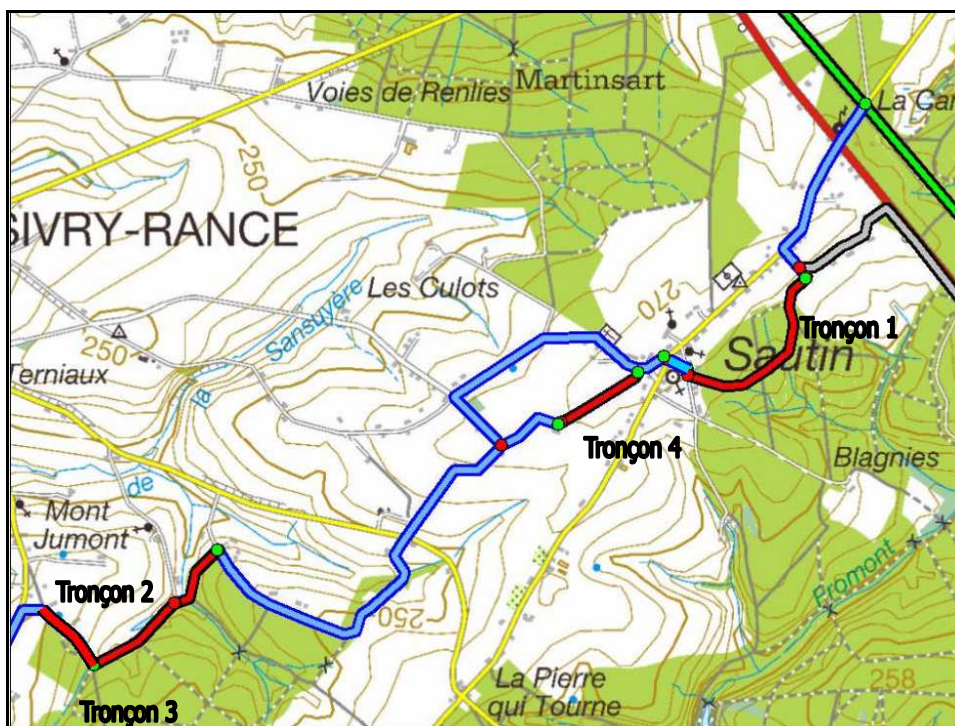 Voies de Renlies
Martinsart
La Gar
250
SIVRY-RANCE
Les Culots
270
Sansuyère
la
de
250
Terniaux
Tronçon 1
Sautin
Tronçon 4
Blagnies
Mont
Jumont
Fromont
Tronçon 2
250
La Pierre
qui Tourne
258
Tronçon 3